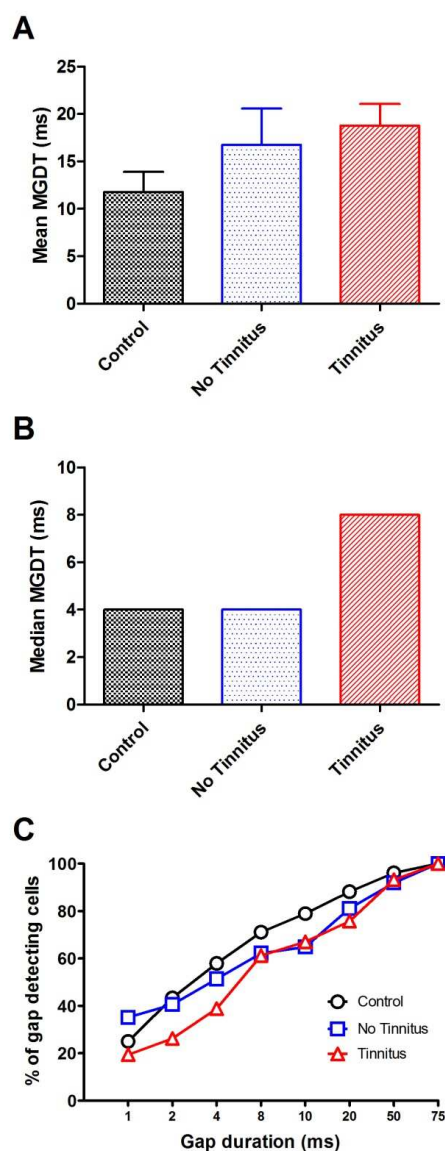 A
Mean MGDT (ms)
25
20
15
10
5
0
Control
No Tinnitus
Tinnitus
B
Median MGDT (ms)
10
8
6
4
2
0
Control
No Tinnitus
Tinnitus
C
% of gap detecting cells
100
80
60
40
20
0
Control
No Tinnitus
Tinnitus
1 2 4 8 10 20 50 75
Gap duration (ms)